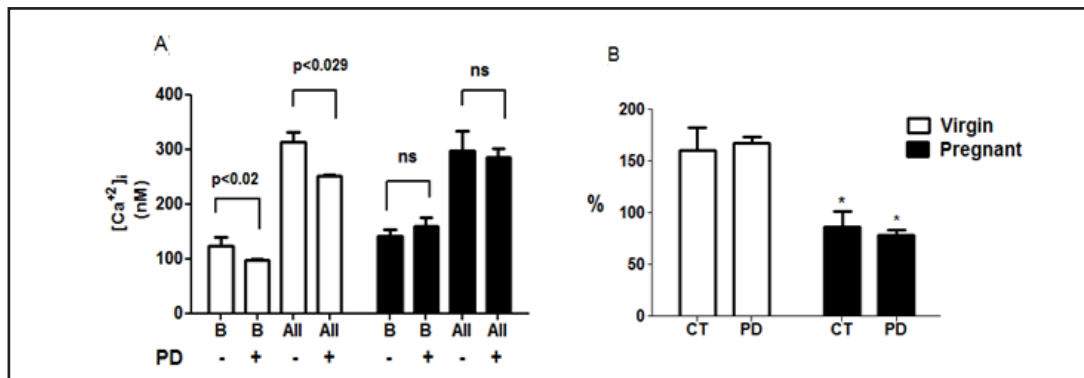 A)
p<0.029
ns
400
300
200
100
0
[Ca+2]i
(nM)
p<0.02
ns
B B AII AII B B AII AII
PD - + - + - + - +
B
200
150
100
50
0
%
Virgin
Pregnant
* *
CT PD CT PD